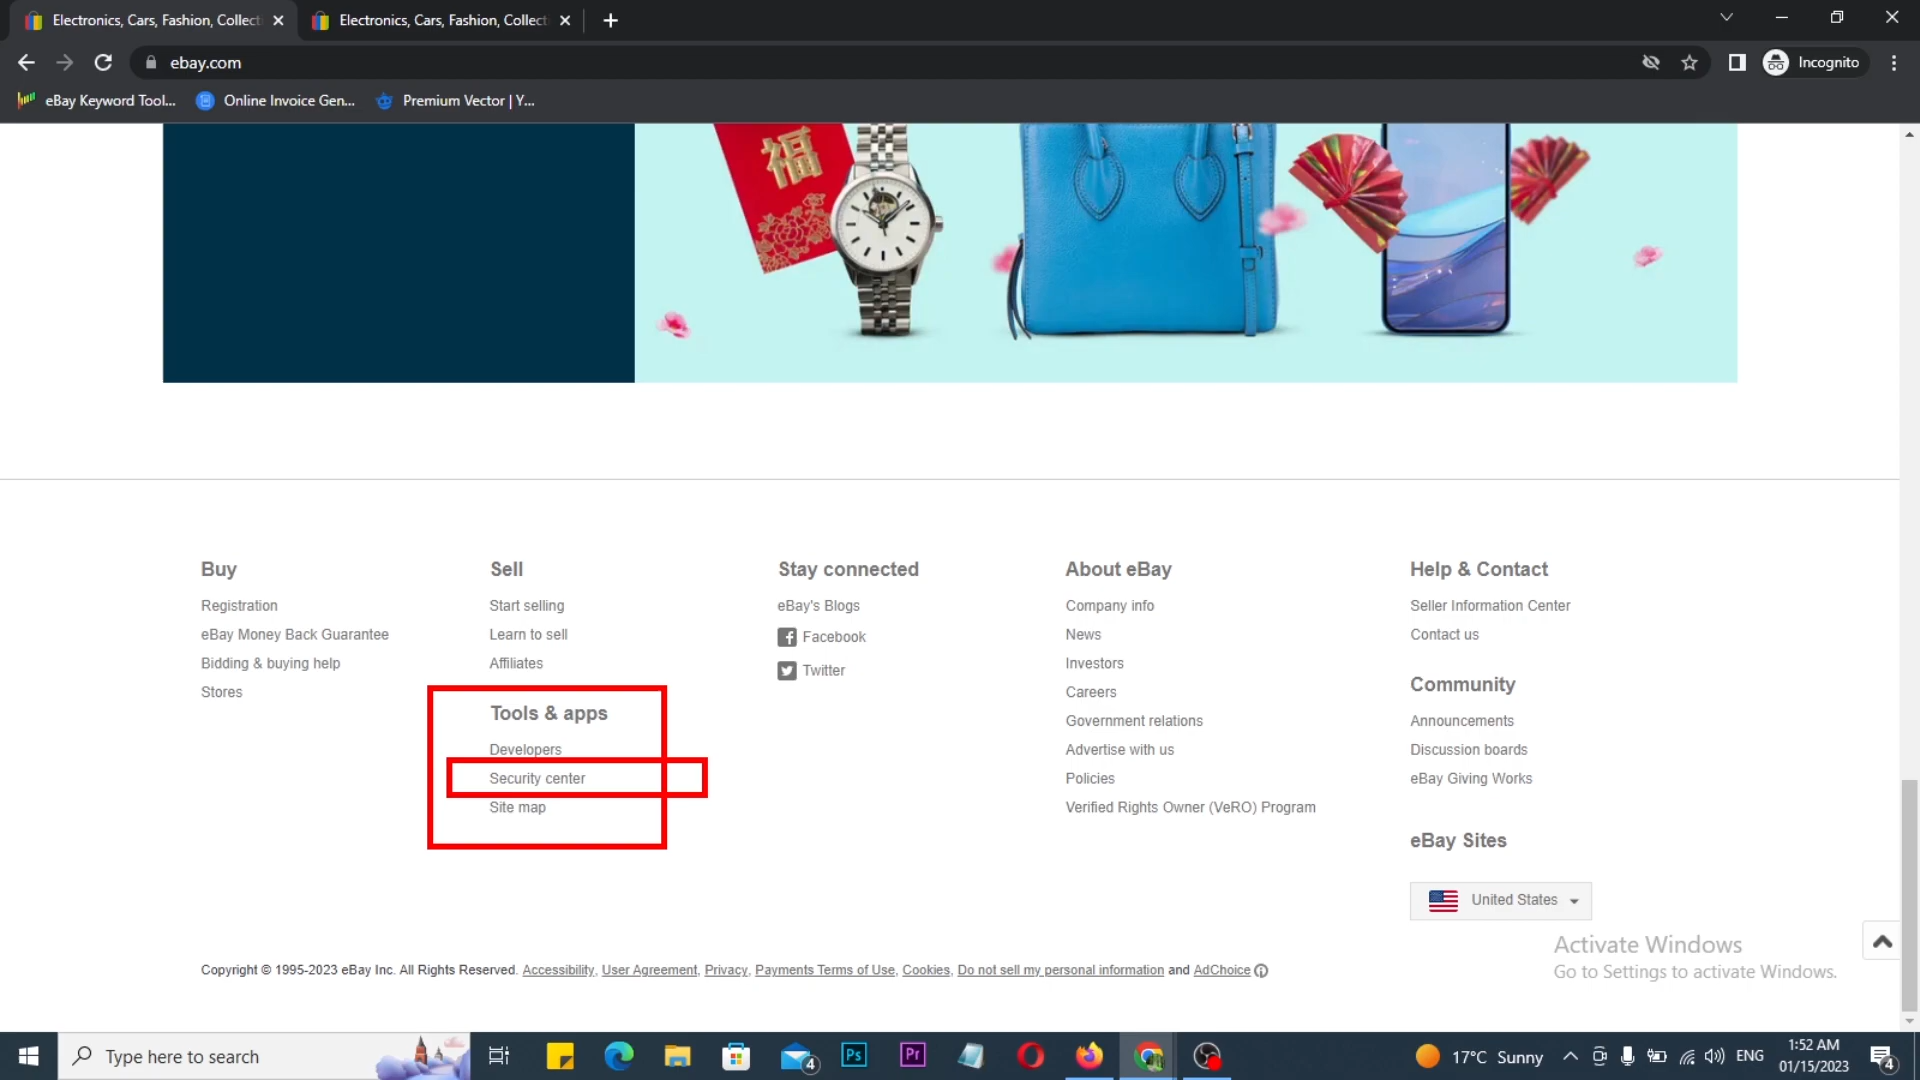 Electronics, Cars, Fashion, Collect
Electronics, Cars, Fashion, Collect
ebay.com
Incognito
eBay Keyword Tool...
Online Invoice Gen...
Premium Vector | Y...
福
Buy
Registration
eBay Money Back Guarantee
Bidding & buying help
Stores
Sell
Start selling
Learn to sell
Affiliates
Tools & apps
Developers
Security center
Site map
Stay connected
eBay's Blogs
Facebook
Twitter
About eBay
Company info
News
Investors
Careers
Government relations
Advertise with us
Policies
Verified Rights Owner (VeRO) Program
Help & Contact
Seller Information Center
Contact us
Community
Announcements
Discussion boards
eBay Giving Works
eBay Sites
United States
Activate Windows
Go to Settings to activate Windows.
Copyright © 1995-2023 eBay Inc. All Rights Reserved. Accessibility, User Agreement, Privacy, Payments Terms of Use, Cookies, Do not sell my personal information and AdChoice
Type here to search
4
Ps
Pr
17°C Sunny
ENG
1:52 AM
01/15/2023
4